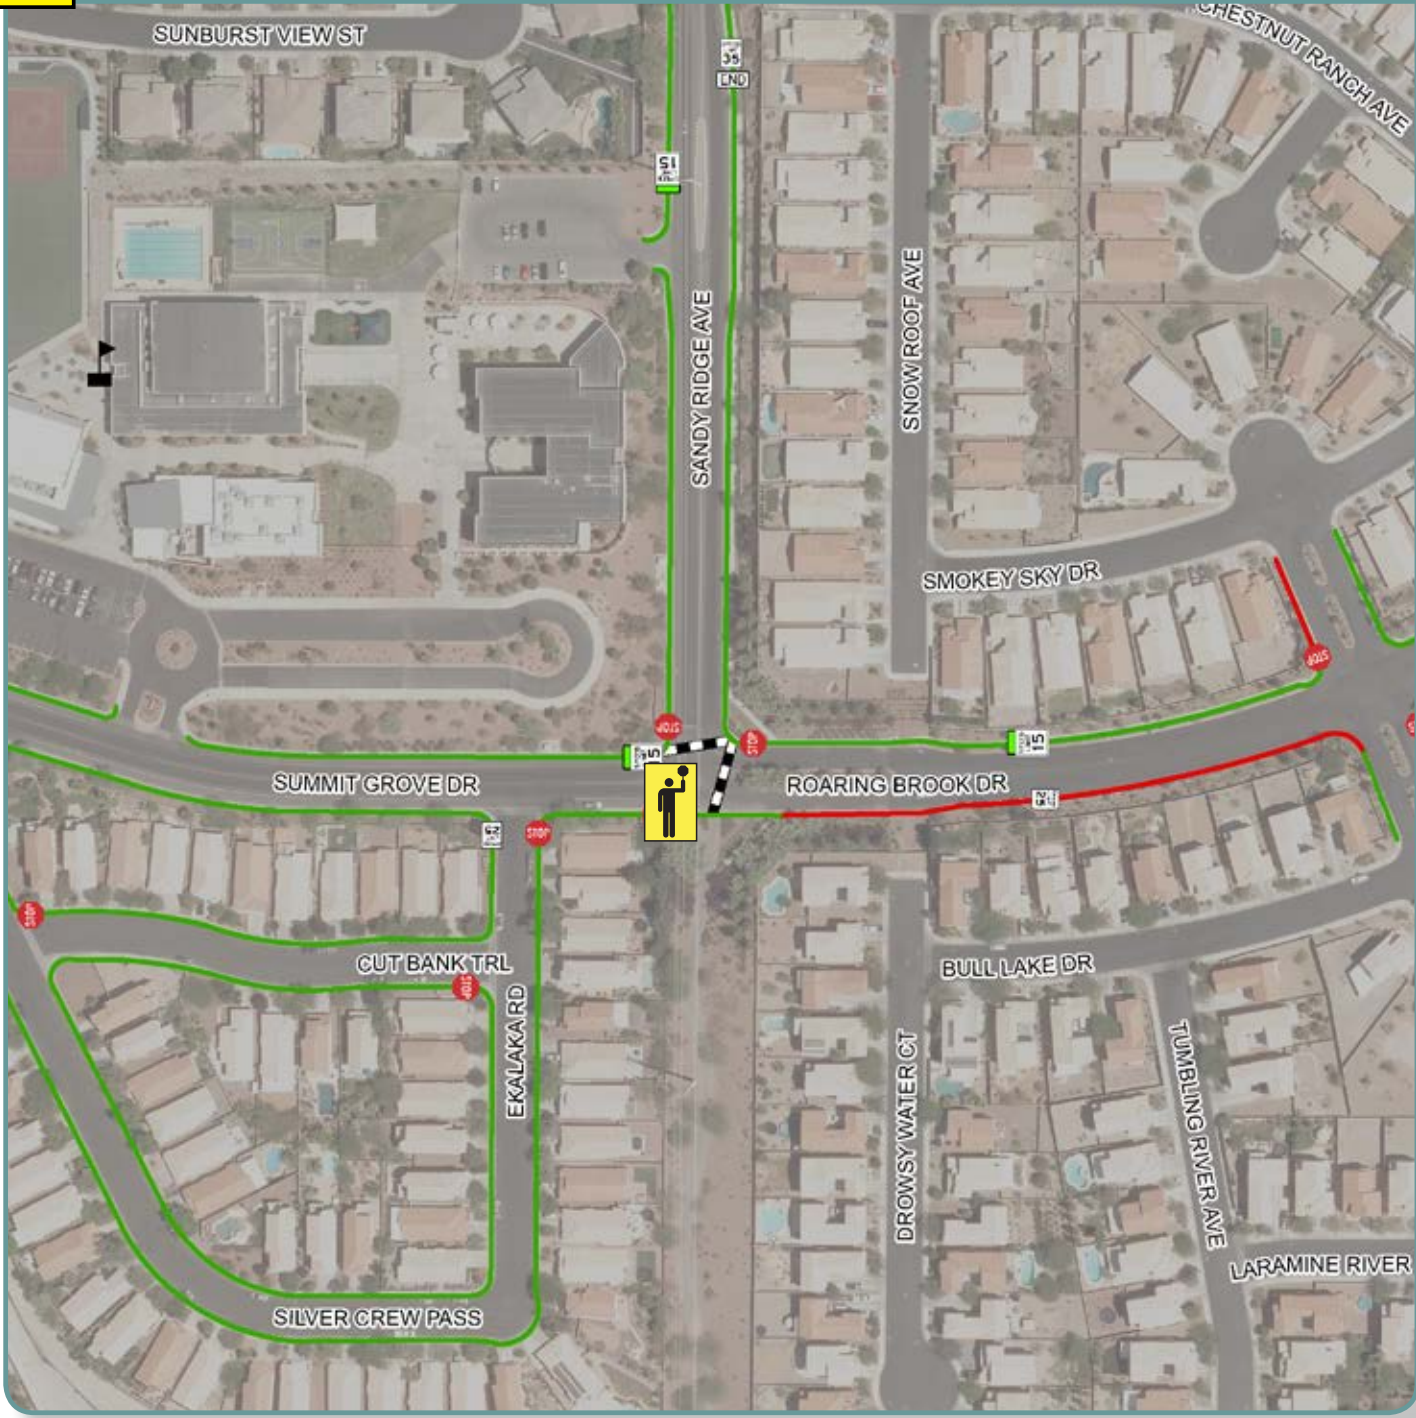 SUNBURST VIEW ST
CHESTNUT RANCH AVE
35
END
15
SANDY RIDGE AVE
SNOW ROOF AVE
SMOKEY SKY DR
STOP
STOP
STOP
15
SUMMIT GROVE DR
ROARING BROOK DR
25
25
STOP
STOP
CUT BANK TRL
STOP
BULL LAKE DR
EKALAKA RD
DROWSY WATER CT
TUMBLING RIVER AVE
LARAMINE RIVER
SILVER CREW PASS